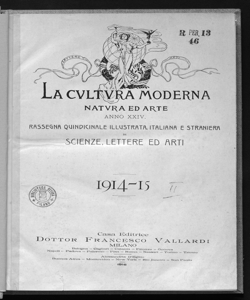 R PER 13
46
LA CVLTVRA MODERNA
NATVRA ED ARTE
ANNO XXIV.
RASSEGNA QUINDICINALE ILLUSTRATA, ITALIANA E STRANIERA
DI
SCIENZE, LETTERE ED ARTI
1914-15
Casa Editrice
DOTTOR FRANCESCO VALLARDI
MILANO